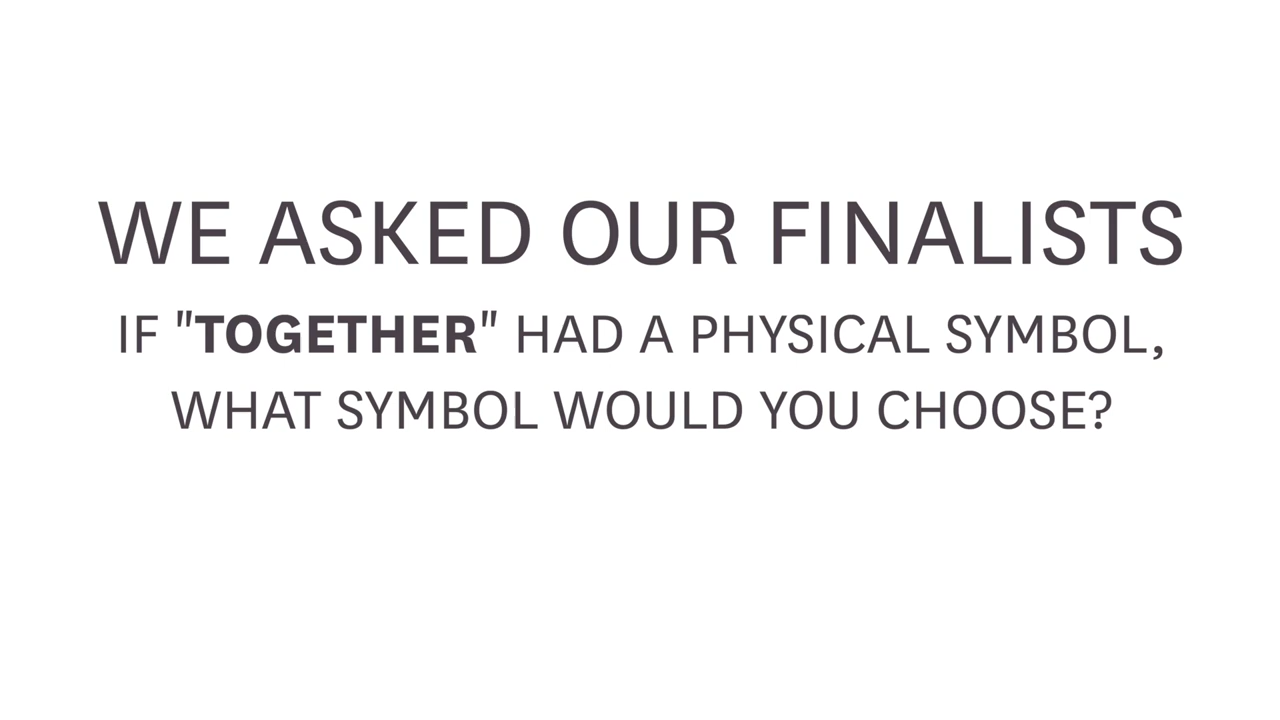 WE ASKED OUR FINALISTS
IF "TOGETHER" HAD A PHYSICAL SYMBOL,
WHAT SYMBOL WOULD YOU CHOOSE?